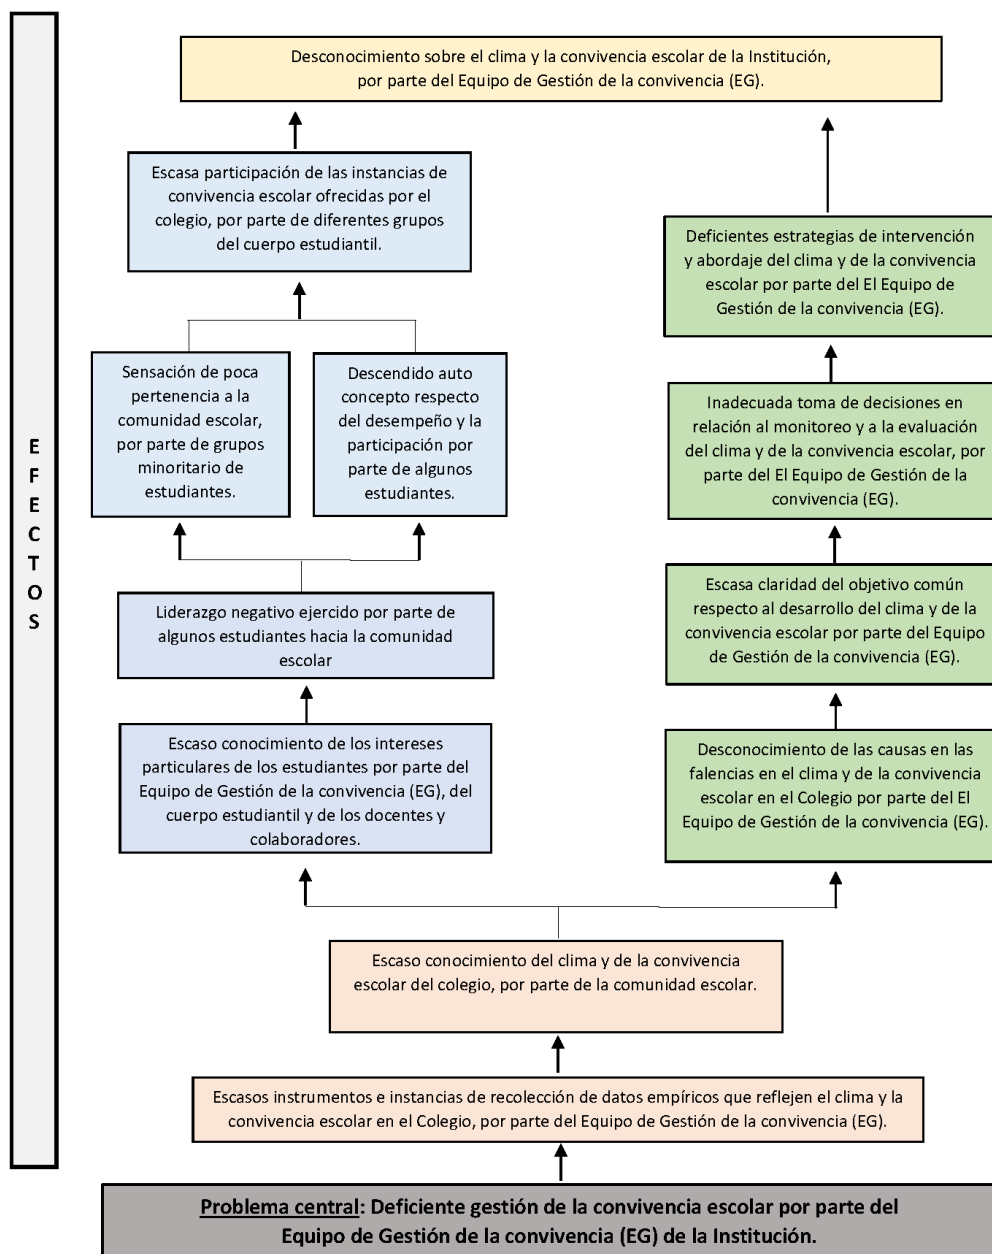 EFECTOS
Desconocimiento sobre el clima y la convivencia escolar de la Institución,
por parte del Equipo de Gestión de la convivencia (EG).
Escasa participación de las instancias de
convivencia escolar ofrecidas por el
colegio, por parte de diferentes grupos
del cuerpo estudiantil.
Deficientes estrategias de intervención
y abordaje del clima y de la convivencia
escolar por parte del El Equipo de
Gestión de la convivencia (EG).
Sensación de poca
pertenencia a la
comunidad escolar,
por parte de grupos
minoritario de
estudiantes.
Descendido auto
concepto respecto
del desempeño y la
participación por
parte de algunos
estudiantes.
Inadecuada toma de decisiones en
relación al monitoreo y a la evaluación
del clima y de la convivencia escolar, por
parte del El Equipo de Gestión de la
convivencia (EG).
Liderazgo negativo ejercido por parte de
algunos estudiantes hacia la comunidad
escolar
Escasa claridad del objetivo común
respecto al desarrollo del clima y de la
convivencia escolar por parte del Equipo
de Gestión de la convivencia (EG).
Escaso conocimiento de los intereses
particulares de los estudiantes por parte del
Equipo de Gestión de la convivencia (EG), del
cuerpo estudiantil y de los docentes y
colaboradores.
Desconocimiento de las causas en las
falencias en el clima y de la convivencia
escolar en el Colegio por parte del El
Equipo de Gestión de la convivencia (EG).
Escaso conocimiento del clima y de la convivencia
escolar del colegio, por parte de la comunidad escolar.
Escasos instrumentos e instancias de recolección de datos empíricos que reflejen el clima y la
convivencia escolar en el Colegio, por parte del Equipo de Gestión de la convivencia (EG).
Problema central: Deficiente gestión de la convivencia escolar por parte del
Equipo de Gestión de la convivencia (EG) de la Institución.